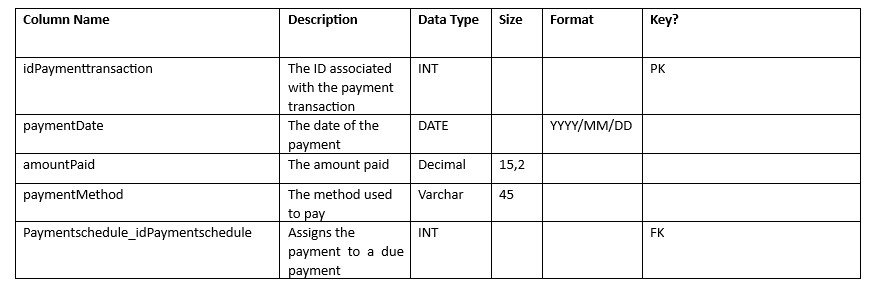 Column Name Description Data Type Size Format Key?
idPaymenttransaction The ID associated INT PK
with the payment
transaction
paymentDate The date of the DATE YYYY/MM/DD
payment
amountPaid The amount paid Decimal 15,2
paymentMethod The method used Varchar 45
to pay
Paymentschedule_idPaymentschedule Assigns the INT FK
payment to a due
payment